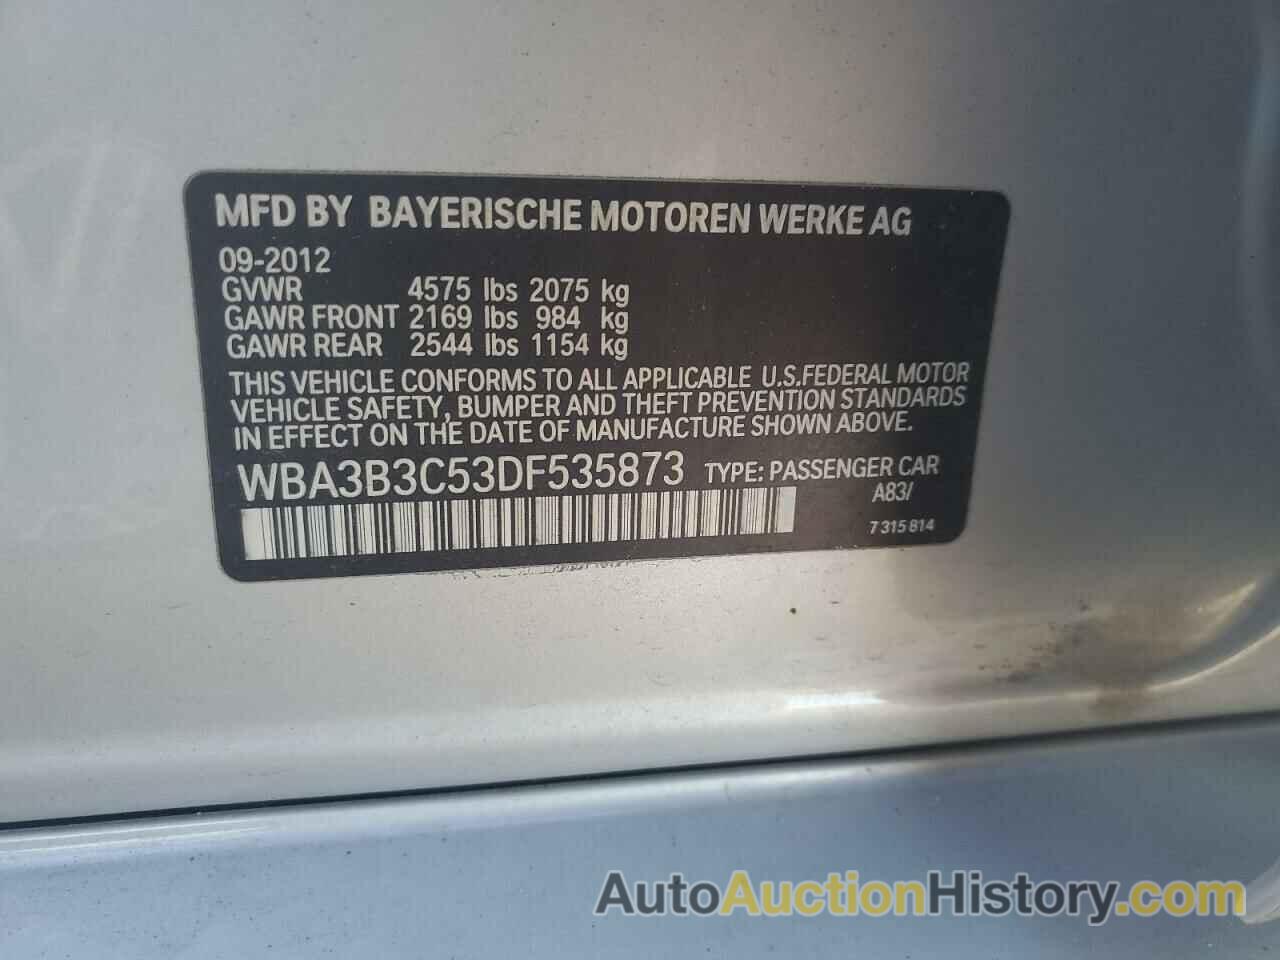 MFD BY BAYERISCHE MOTOREN WERKE AG
09-2012
GVWR 4575 lbs 2075 kg
GAWR FRONT 2169 lbs 984 kg
GAWR REAR 2544 lbs 1154 kg
THIS VEHICLE CONFORMS TO ALL APPLICABLE U.S.FEDERAL MOTOR
VEHICLE SAFETY, BUMPER AND THEFT PREVENTION STANDARDS
IN EFFECT ON THE DATE OF MANUFACTURE SHOWN ABOVE.
WBA3B3C53DF535873 TYPE: PASSENGER CAR
A83/
7 315 814
AutoAuctionHistory.com